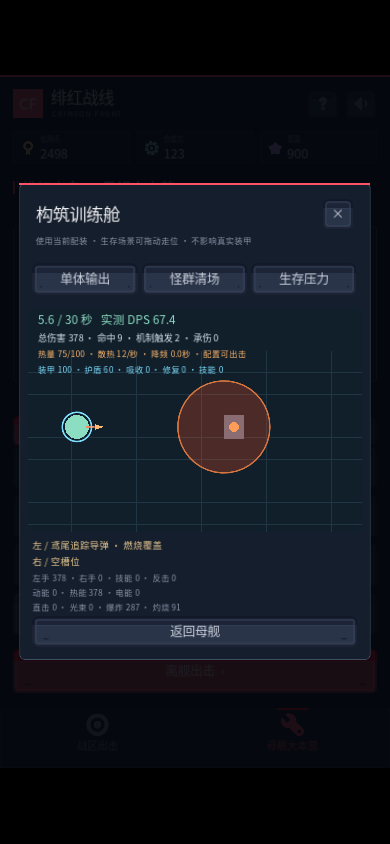 CF
绯红战线
?
2498
123
900
构筑训练舱
×
使用当前配装 · 生存场景可拖动走位 · 不影响真实装甲
单体输出
怪群清场
生存压力
5.6 / 30 秒 实测 DPS 67.4
总伤害 378 · 命中 9 · 机制触发 2 · 承伤 0
热量 75/100 · 散热 12/秒 · 降频 0.0秒 · 配置可出击
装甲 100 · 护盾 60 · 吸收 0 · 修复 0 · 技能 0
左 / 鸢尾追踪导弹 · 燃烧覆盖
右 / 空槽位
左手 378 · 右手 0 · 技能 0 · 反击 0
动能 0 · 热能 378 · 电能 0
直击 0 · 光束 0 · 爆炸 287 · 灼烧 91
返回母舰